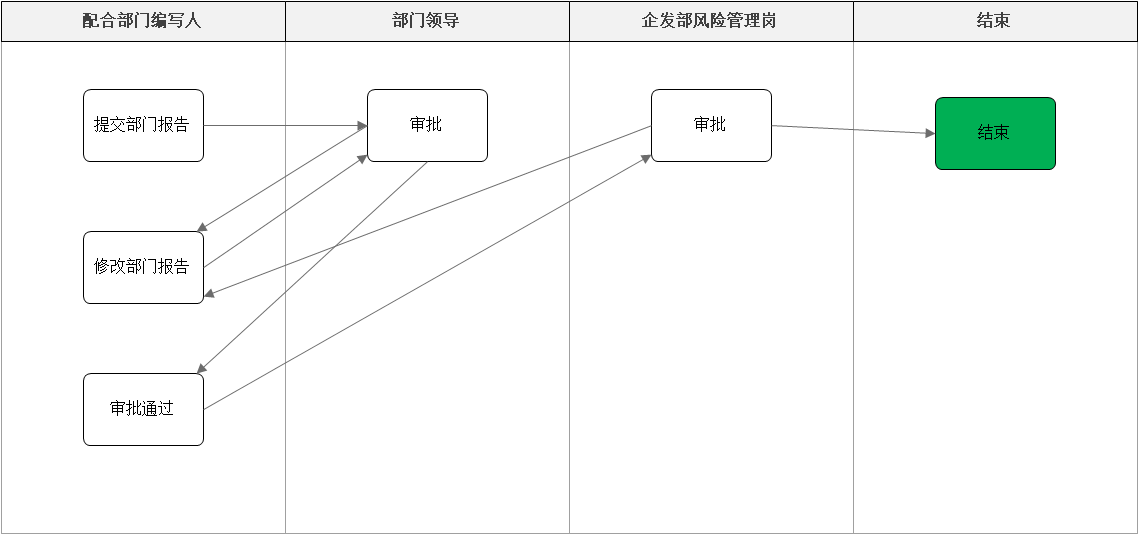 配合部门编写人
部门领导
企发部风险管理岗
结束
提交部门报告
审批
审批
结束
修改部门报告
审批通过